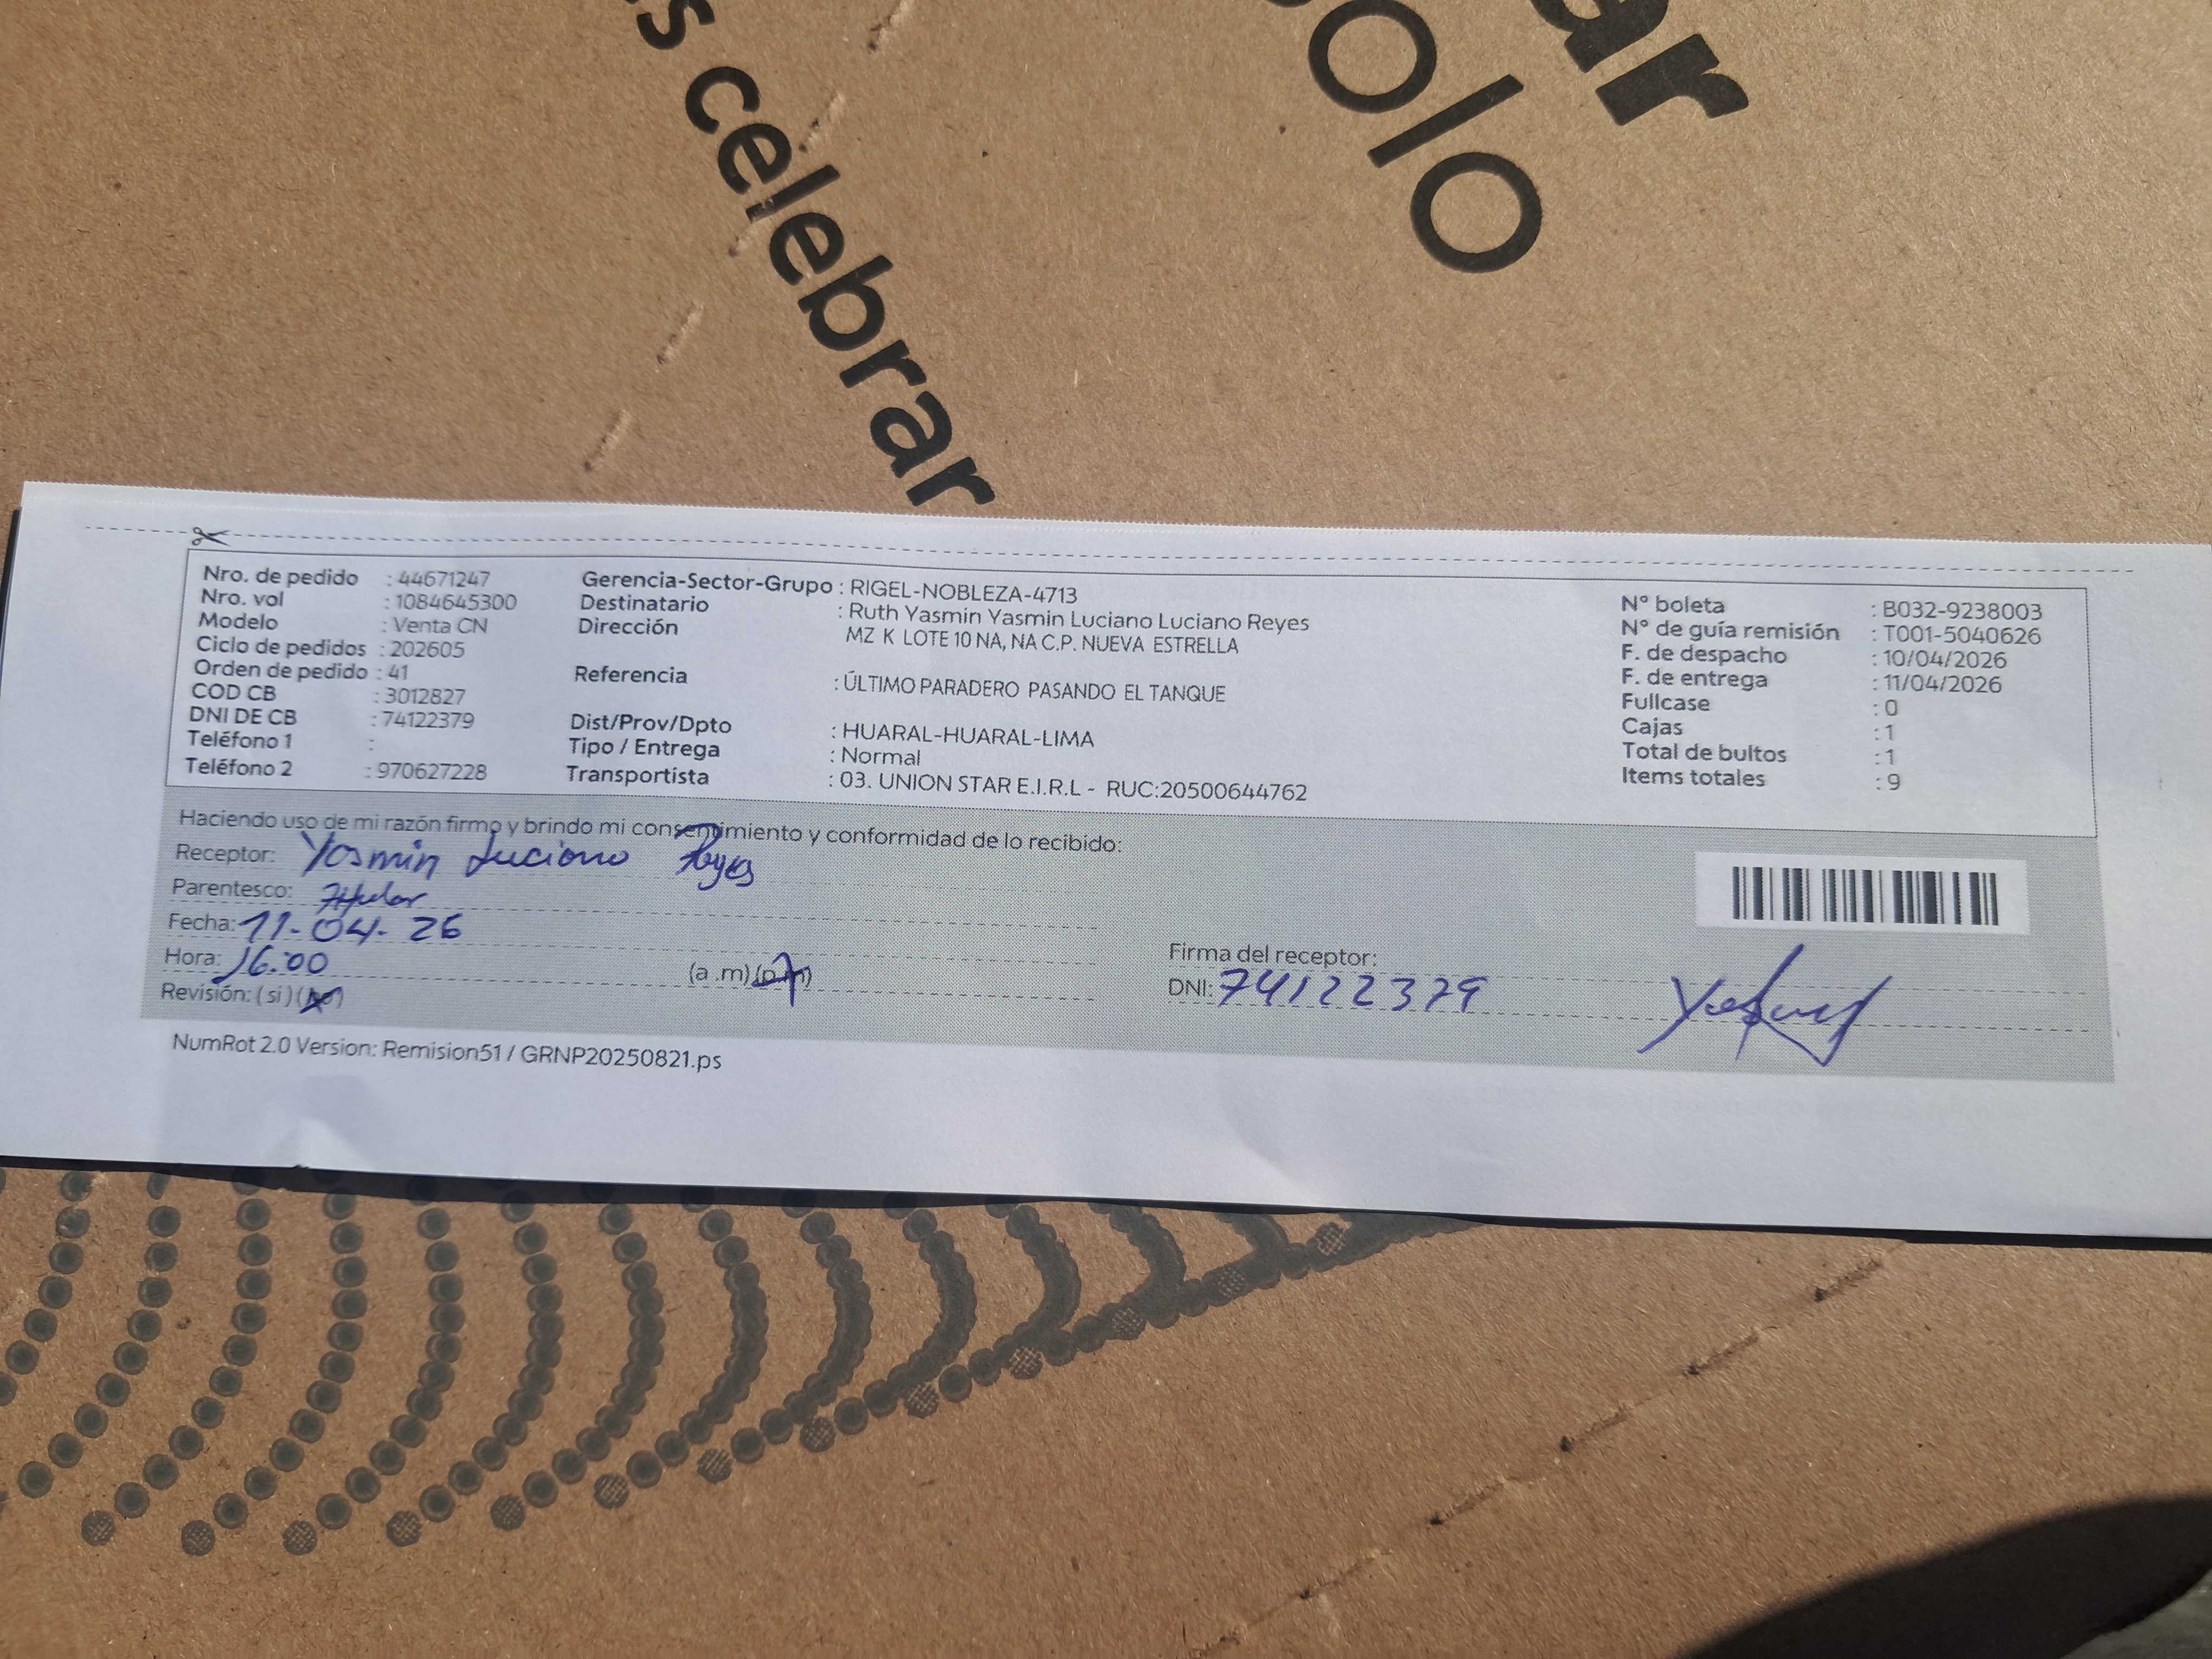 s celebrar
olo
ar
Nro. de pedido : 44671247
Nro. vol : 1084645300
Modelo : Venta CN
Ciclo de pedidos : 202605
Orden de pedido : 41
COD CB : 3012827
DNI DE CB : 74122379
Teléfono 1 :
Teléfono 2 : 970627228
Gerencia-Sector-Grupo : RIGEL-NOBLEZA-4713
Destinatario : Ruth Yasmin Yasmin Luciano Luciano Reyes
Dirección MZ K LOTE 10 NA, NA C.P. NUEVA ESTRELLA
Referencia : ÚLTIMO PARADERO PASANDO EL TANQUE
Dist/Prov/Dpto : HUARAL-HUARAL-LIMA
Tipo / Entrega : Normal
Transportista : 03. UNION STAR E.I.R.L - RUC:20500644762
N° boleta : B032-9238003
N° de guía remisión : T001-5040626
F. de despacho : 10/04/2026
F. de entrega : 11/04/2026
Fullcase : 0
Cajas : 1
Total de bultos : 1
Items totales : 9
Haciendo uso de mi razón firmo y brindo mi consentimiento y conformidad de lo recibido:
Receptor: Yasmin Luciano Reyes
Parentesco: Titular
Fecha: 11-04-26
Hora: 16:00 (a .m) (p.m)
Revisión: (si) (no)
Firma del receptor:
DNI: 74122379
NumRot 2.0 Version: Remision51 / GRNP20250821.ps